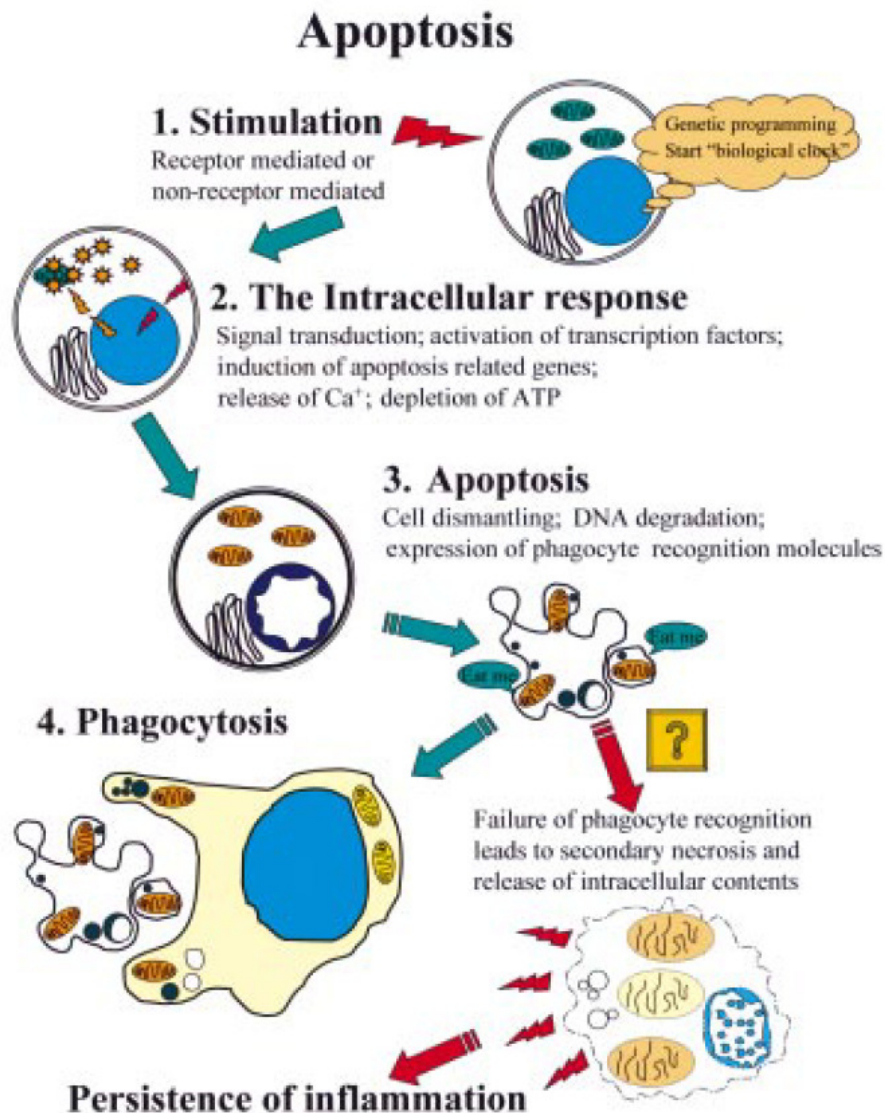 Apoptosis
1. Stimulation
Receptor mediated or
non-receptor mediated
Genetic programming
Start “biological clock”
2. The Intracellular response
Signal transduction; activation of transcription factors;
induction of apoptosis related genes;
release of Ca⁺; depletion of ATP
3. Apoptosis
Cell dismantling; DNA degradation;
expression of phagocyte recognition molecules
Eat me
Eat me
4. Phagocytosis
?
Failure of phagocyte recognition
leads to secondary necrosis and
release of intracellular contents
Persistence of inflammation